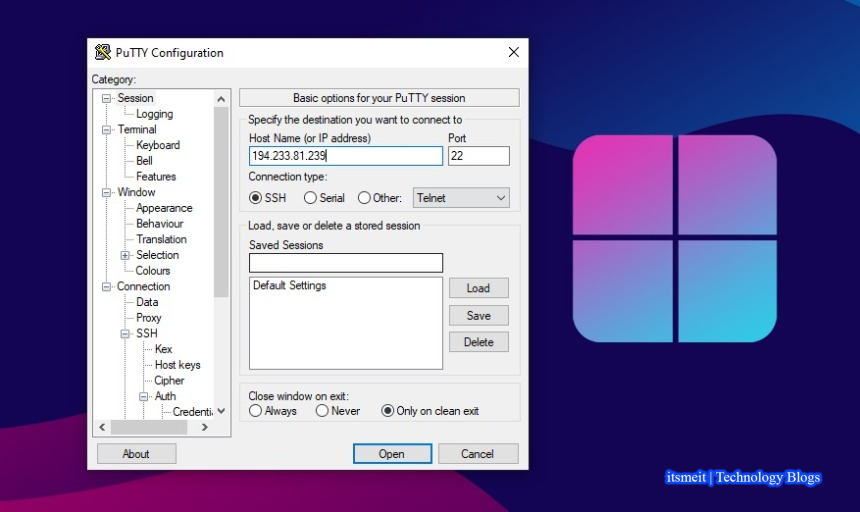 PuTTY Configuration
Category:
Session
Logging
Terminal
Keyboard
Bell
Features
Window
Appearance
Behaviour
Translation
Selection
Colours
Connection
Data
Proxy
SSH
Kex
Host keys
Cipher
Auth
Credentia
Basic options for your PuTTY session
Specify the destination you want to connect to
Host Name (or IP address) Port
194.233.81.239 22
Connection type:
SSH Serial Other: Telnet
Load, save or delete a stored session
Saved Sessions
Default Settings
Load
Save
Delete
Close window on exit:
Always Never Only on clean exit
About Open Cancel
itsmeit | Technology Blogs